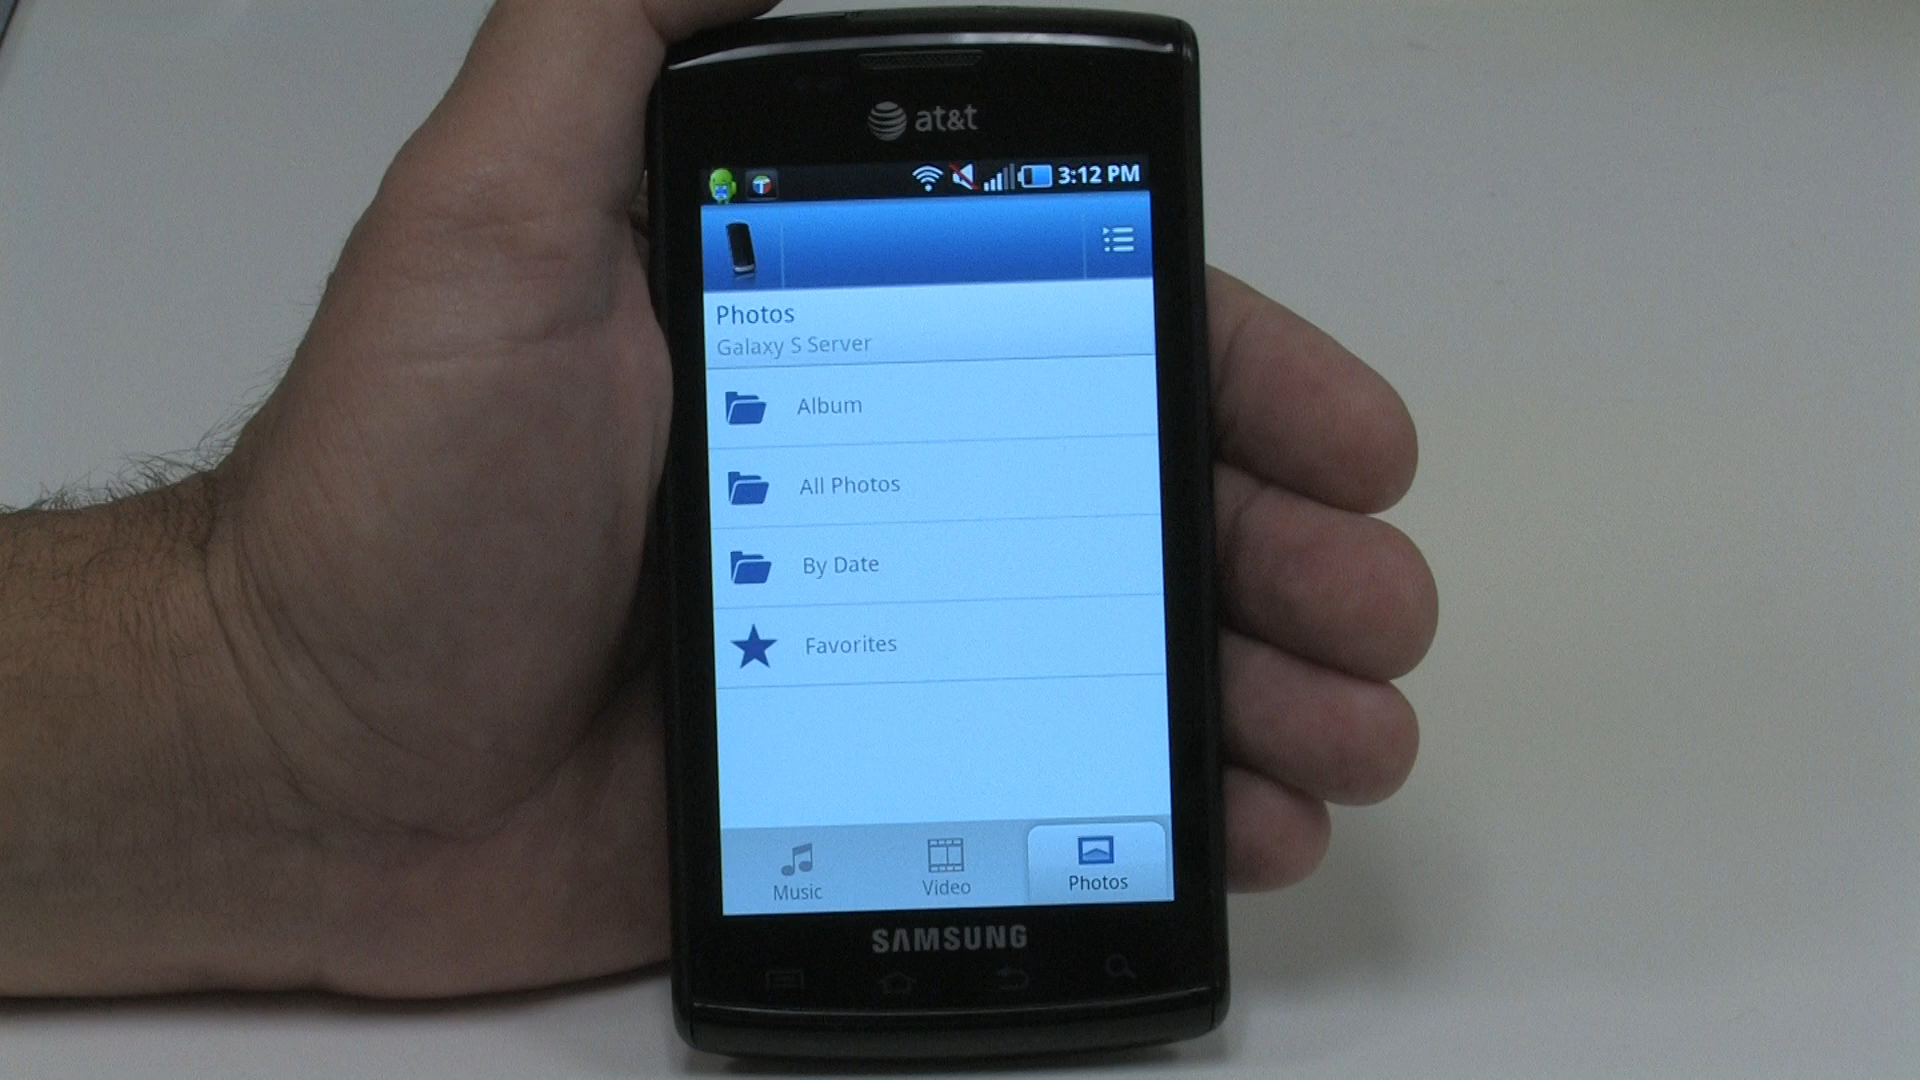 at&t
3:12 PM
Photos
Galaxy S Server
Album
All Photos
By Date
Favorites
Music
Video
Photos
SAMSUNG